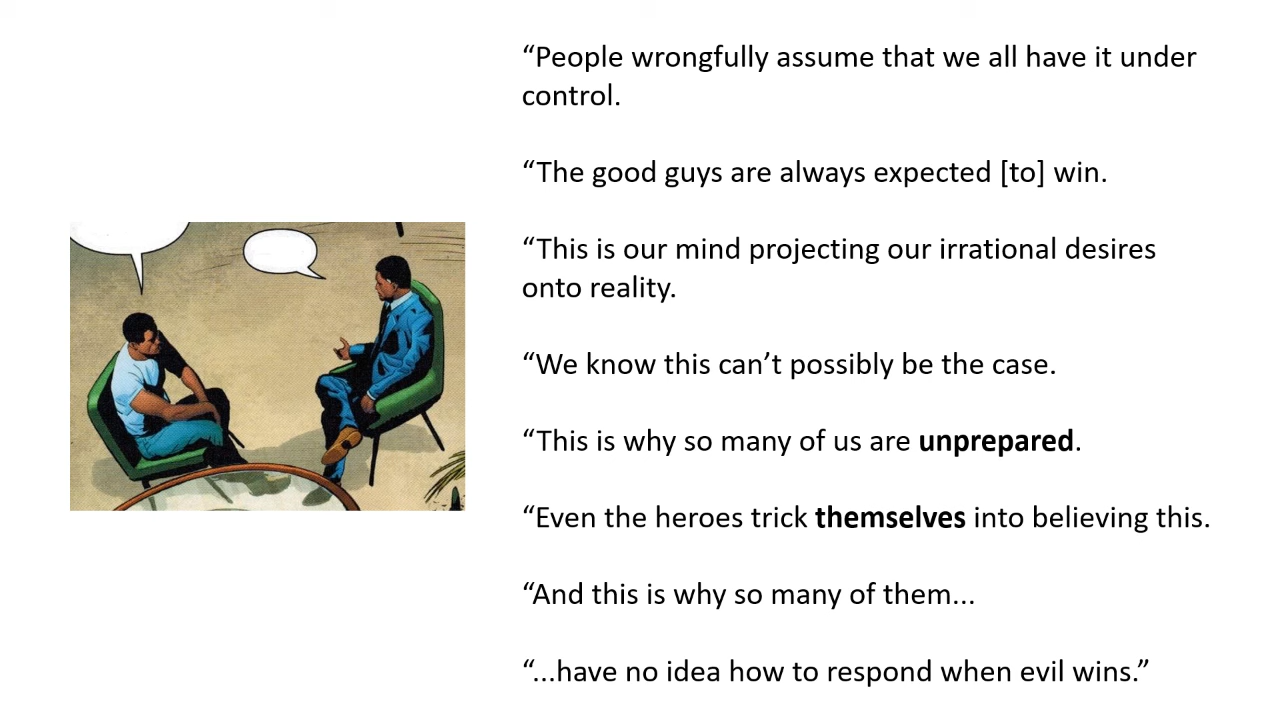 “People wrongfully assume that we all have it under
control.
“The good guys are always expected [to] win.
“This is our mind projecting our irrational desires
onto reality.
“We know this can’t possibly be the case.
“This is why so many of us are unprepared.
“Even the heroes trick themselves into believing this.
“And this is why so many of them...
“...have no idea how to respond when evil wins.”